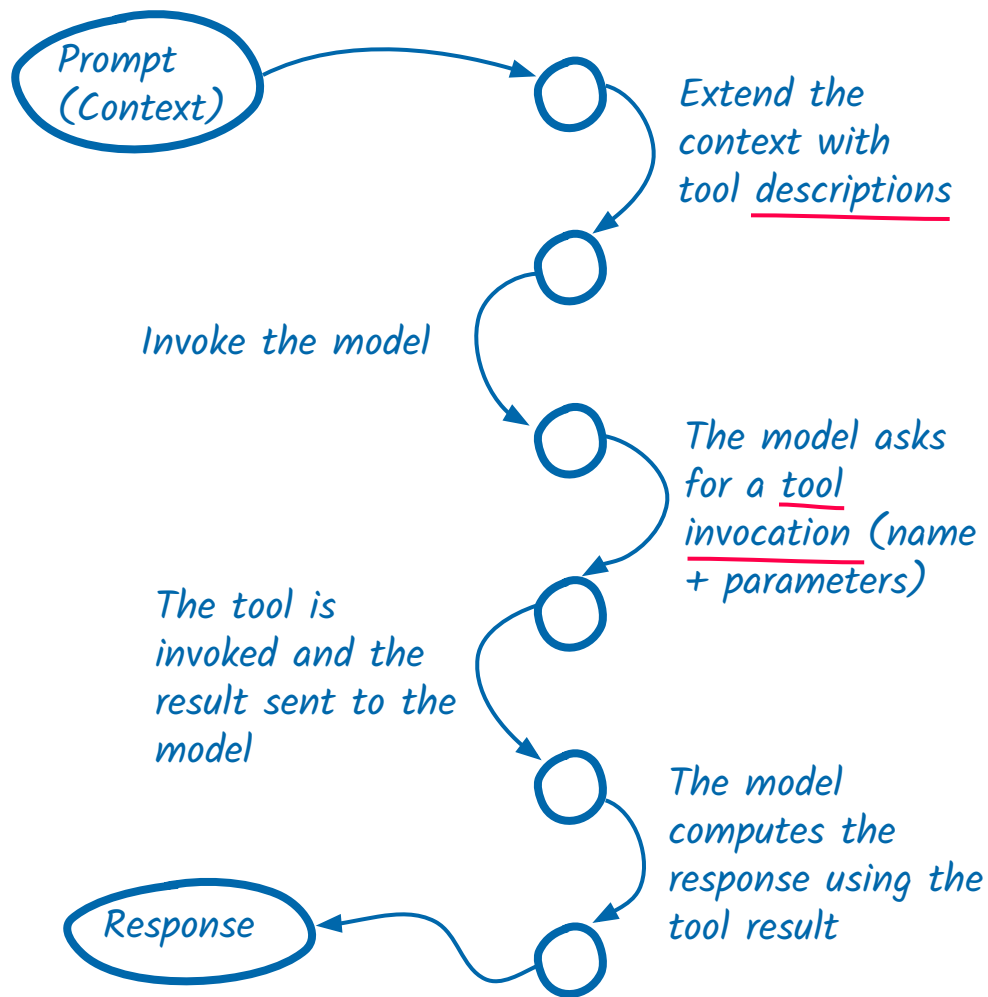 Prompt
(Context)
Extend the
context with
tool descriptions
Invoke the model
The model asks
for a tool
invocation (name
+ parameters)
The tool is
invoked and the
result sent to the
model
The model
computes the
response using the
tool result
Response